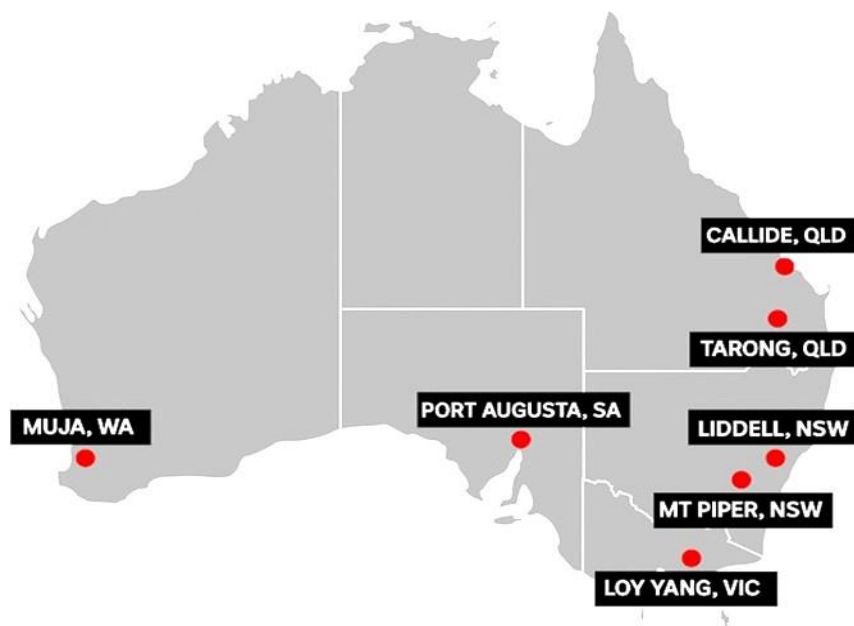 CALLIDE, QLD
TARONG, QLD
PORT AUGUSTA, SA
MUJA, WA
LIDDELL, NSW
MT PIPER, NSW
LOY YANG, VIC